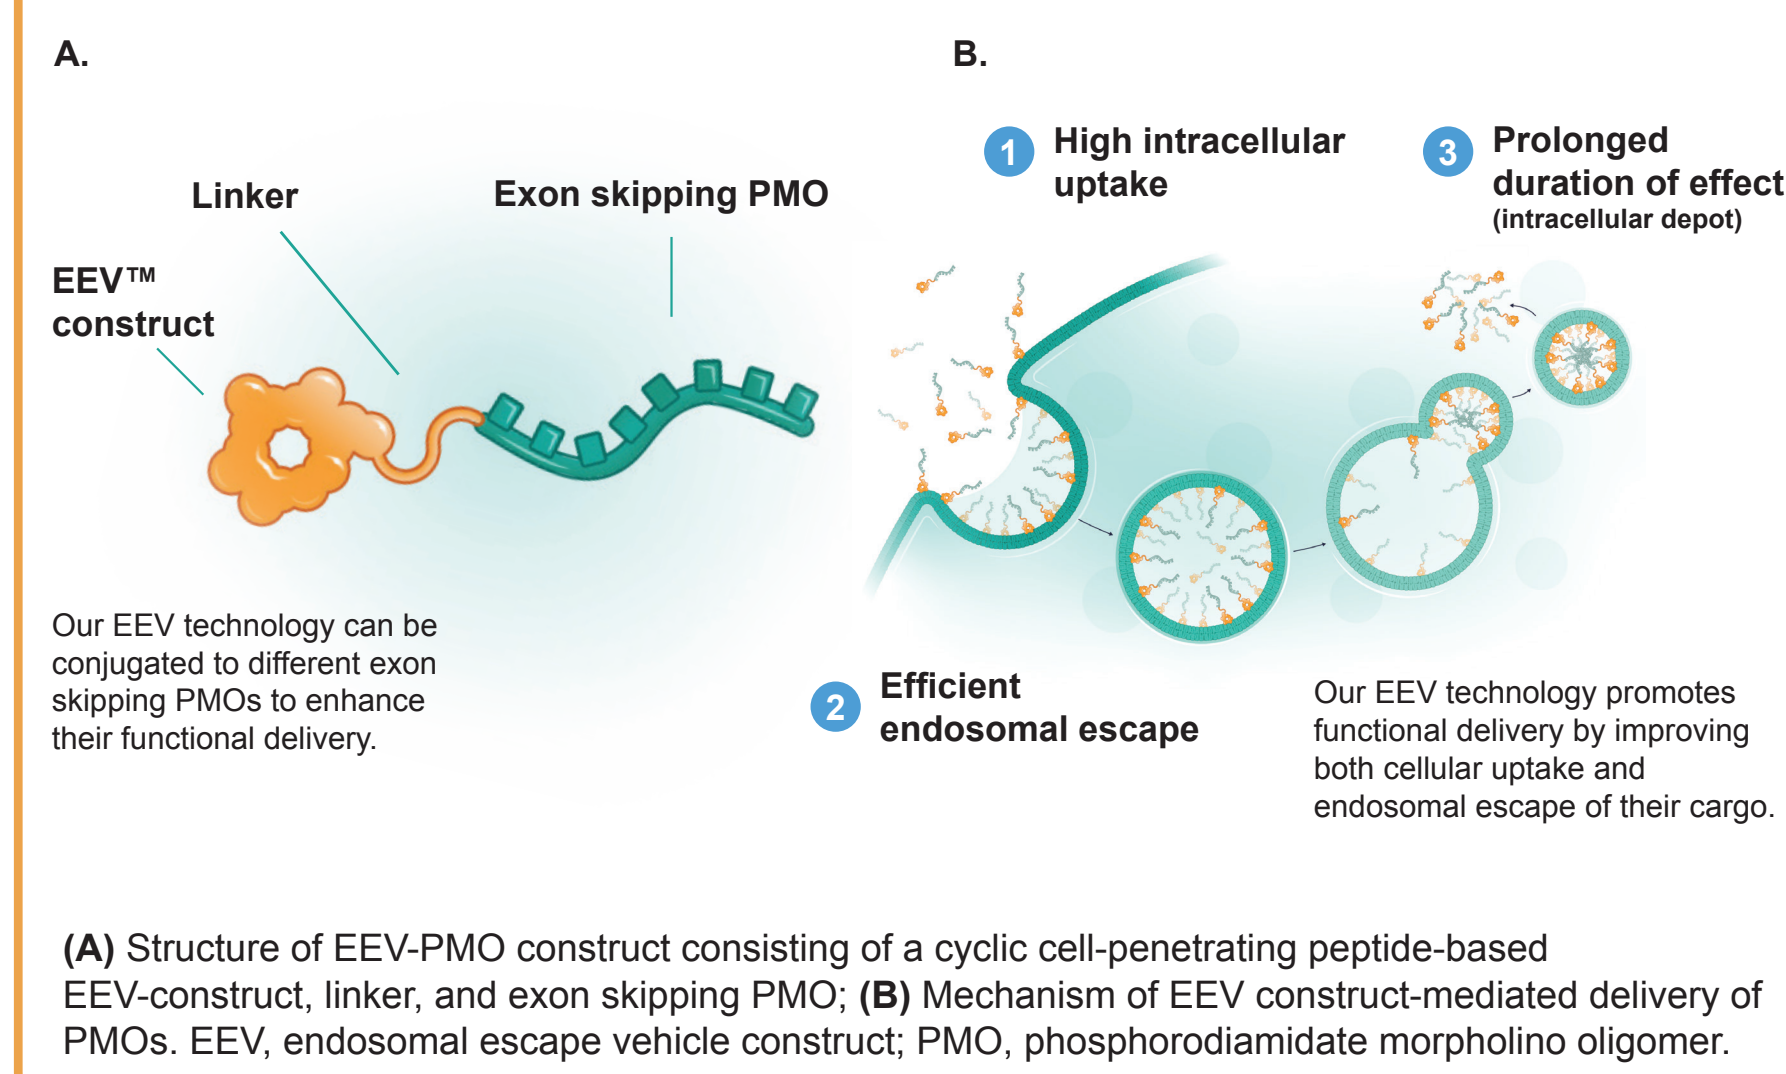 A.
Linker
Exon skipping PMO
EEV™
construct
Our EEV technology can be
conjugated to different exon
skipping PMOs to enhance
their functional delivery.
B.
1
High intracellular
uptake
3
Prolonged
duration of effect
(intracellular depot)
2
Efficient
endosomal escape
Our EEV technology promotes
functional delivery by improving
both cellular uptake and
endosomal escape of their cargo.
(A) Structure of EEV-PMO construct consisting of a cyclic cell-penetrating peptide-based
EEV-construct, linker, and exon skipping PMO; (B) Mechanism of EEV construct-mediated delivery of
PMOs. EEV, endosomal escape vehicle construct; PMO, phosphorodiamidate morpholino oligomer.